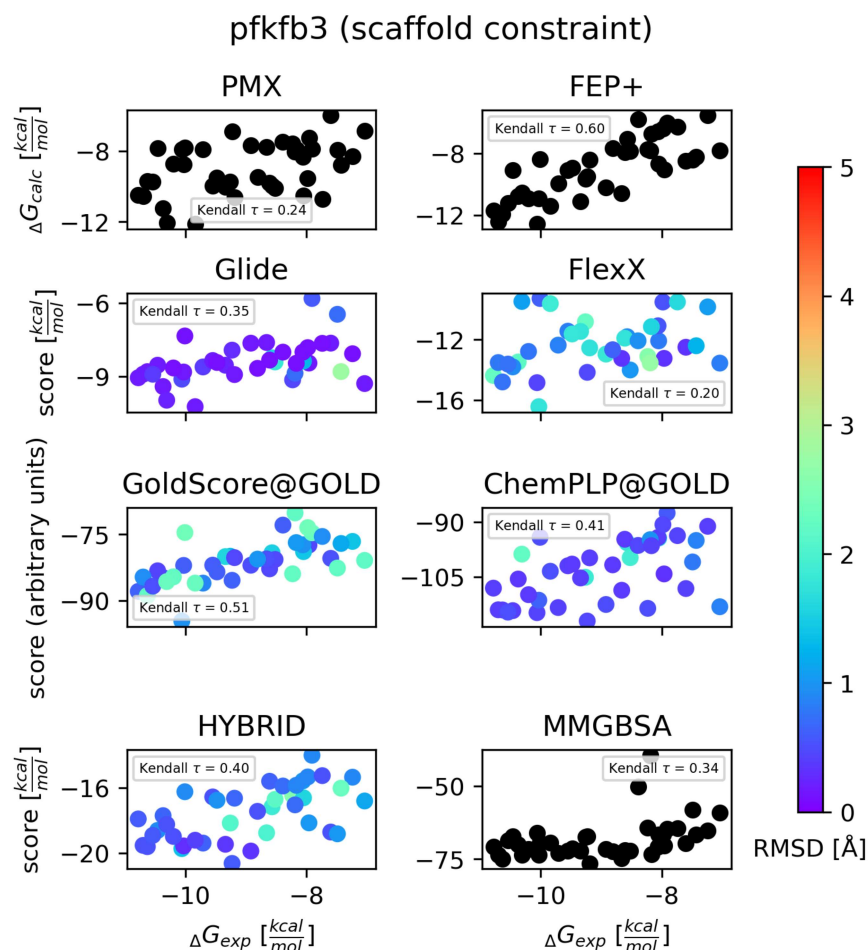 pfkfb3 (scaffold constraint)
PMX
FEP+
ΔG_calc [kcal/mol]
−8
−12
Kendall τ = 0.24
−8
−12
Kendall τ = 0.60
Glide
FlexX
score [kcal/mol]
−6
−9
Kendall τ = 0.35
−12
−16
Kendall τ = 0.20
GoldScore@GOLD
ChemPLP@GOLD
score (arbitrary units)
−75
−90
Kendall τ = 0.51
−90
−105
Kendall τ = 0.41
HYBRID
MMGBSA
score [kcal/mol]
−16
−20
Kendall τ = 0.40
−50
−75
Kendall τ = 0.34
−10
−8
−10
−8
ΔG_exp [kcal/mol]
ΔG_exp [kcal/mol]
5
4
3
2
1
0
RMSD [Å]